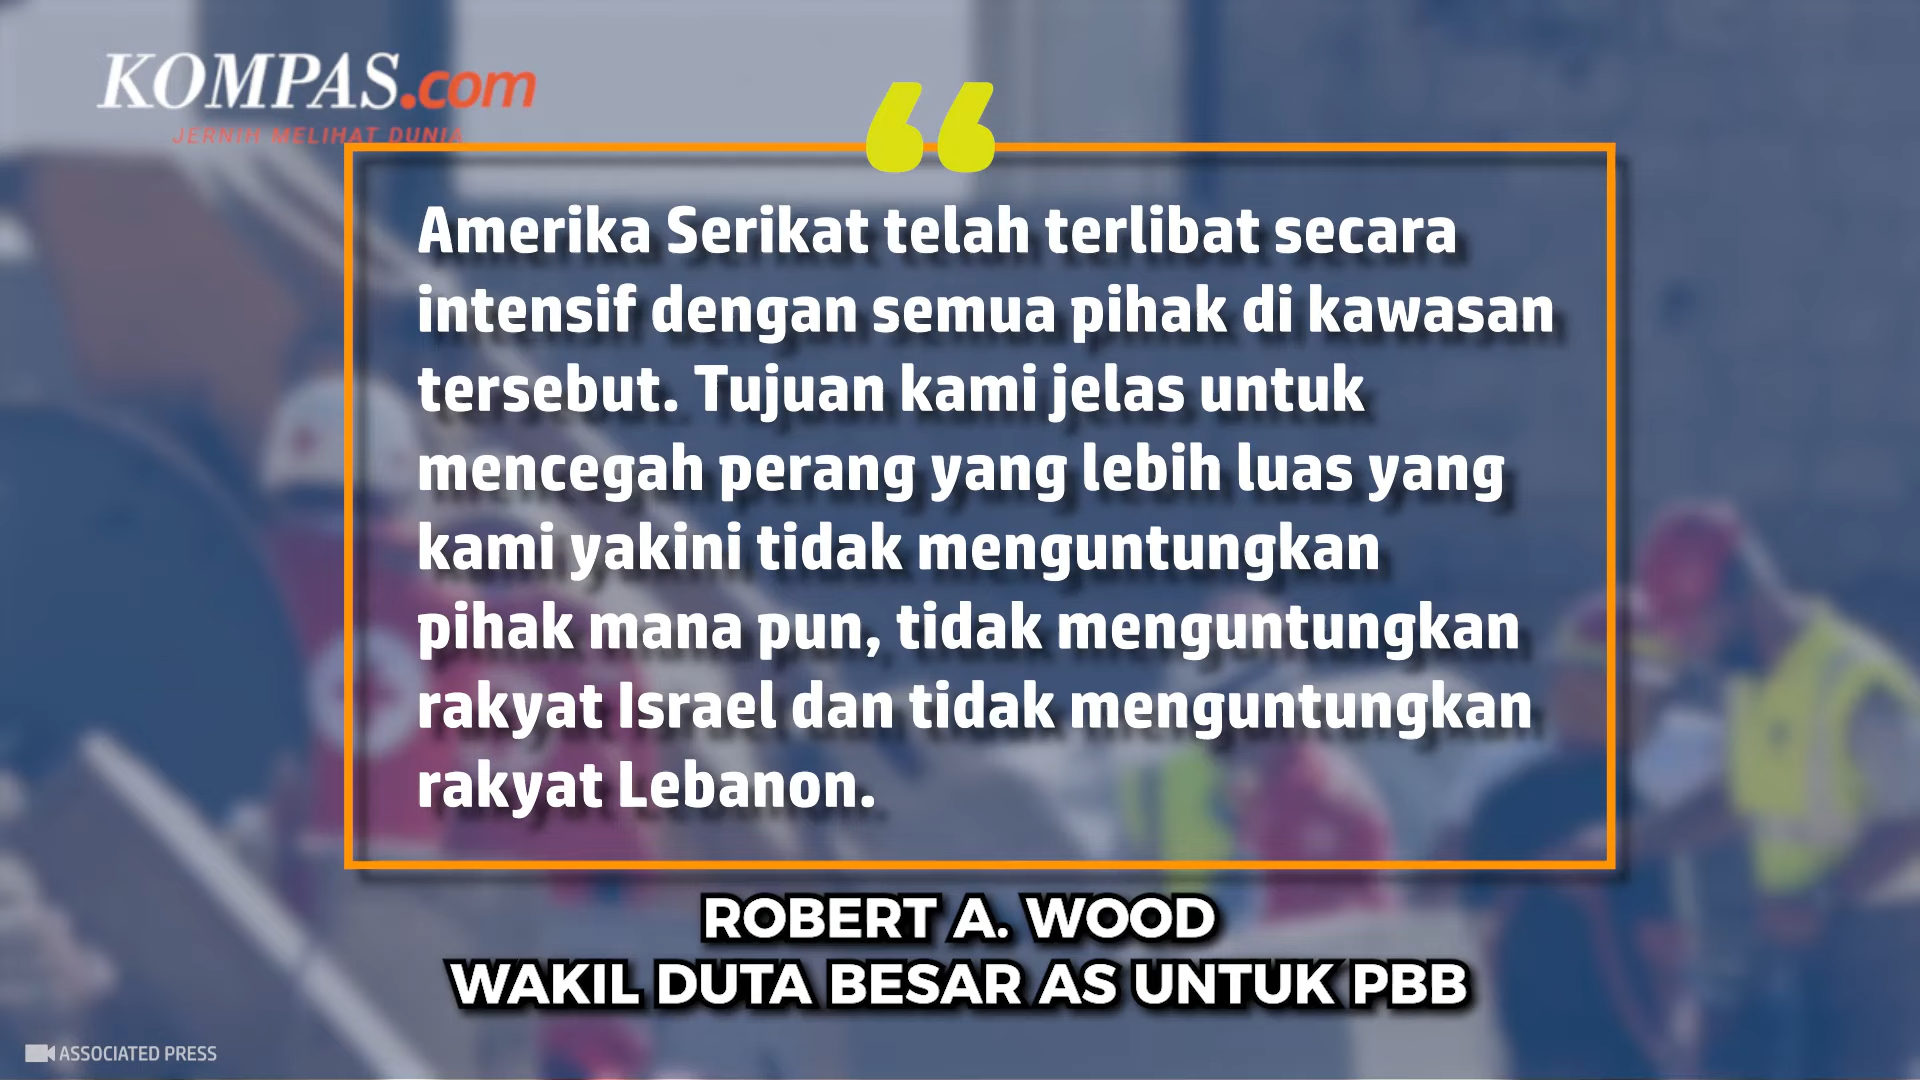 KOMPAS.com
JERNIH MELIHAT DUNIA
“
Amerika Serikat telah terlibat secara
intensif dengan semua pihak di kawasan
tersebut. Tujuan kami jelas untuk
mencegah perang yang lebih luas yang
kami yakini tidak menguntungkan
pihak mana pun, tidak menguntungkan
rakyat Israel dan tidak menguntungkan
rakyat Lebanon.
ROBERT A. WOOD
WAKIL DUTA BESAR AS UNTUK PBB
ASSOCIATED PRESS